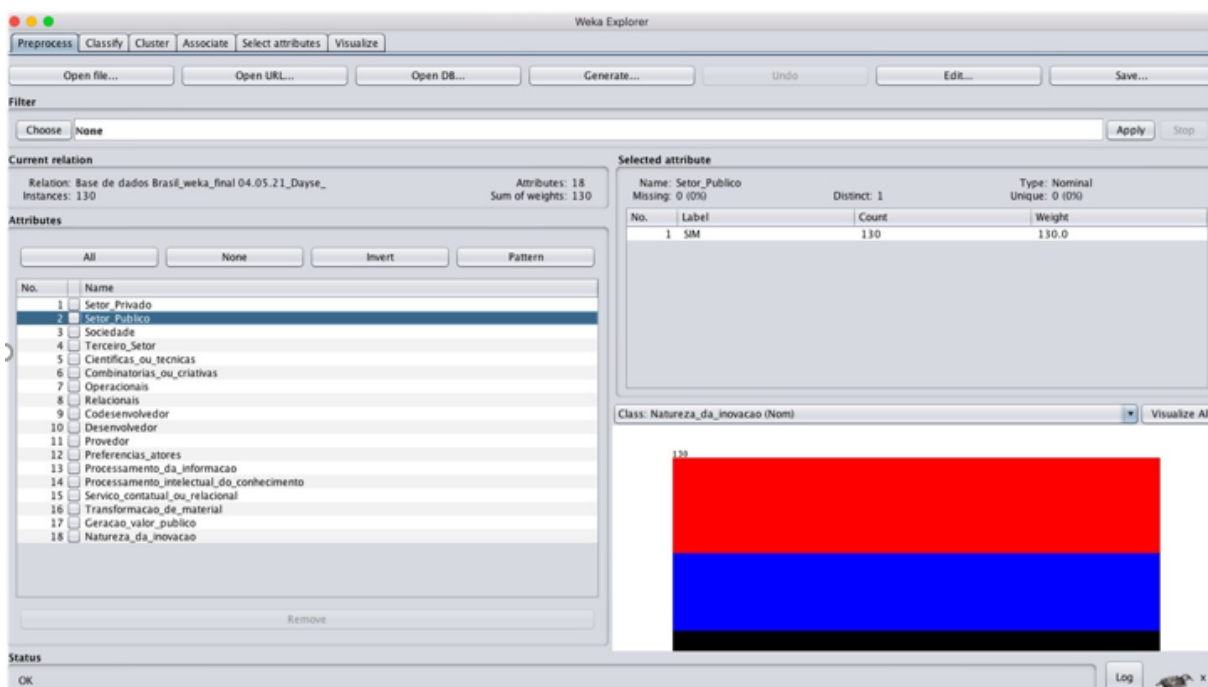 Weka Explorer
Preprocess Classify Cluster Associate Select attributes Visualize
Open file... Open URL... Open DB... Generate... Undo Edit... Save...
Filter
Choose None Apply Stop
Current relation
Relation: Base de dados Brasil_weka_final 04.05.21_Dayse_ Attributes: 18
Instances: 130 Sum of weights: 130
Attributes
All None Invert Pattern
No. Name
1 Setor_Privado
2 Setor_Publico
3 Sociedade
4 Terceiro_Setor
5 Cientificas_ou_tecnicas
6 Combinatorias_ou_criativas
7 Operacionais
8 Relacionais
9 Codesenvolvedor
10 Desenvolvedor
11 Provedor
12 Preferencias_atores
13 Processamento_da_informacao
14 Processamento_intelectual_do_conhecimento
15 Servico_contatual_ou_relacional
16 Transformacao_de_material
17 Geracao_valor_publico
18 Natureza_da_inovacao
Remove
Selected attribute
Name: Setor_Publico Type: Nominal
Missing: 0 (0%) Distinct: 1 Unique: 0 (0%)
No. Label Count Weight
1 SIM 130 130.0
Class: Natureza_da_inovacao (Nom) Visualize Al
130
Status
OK
Log x